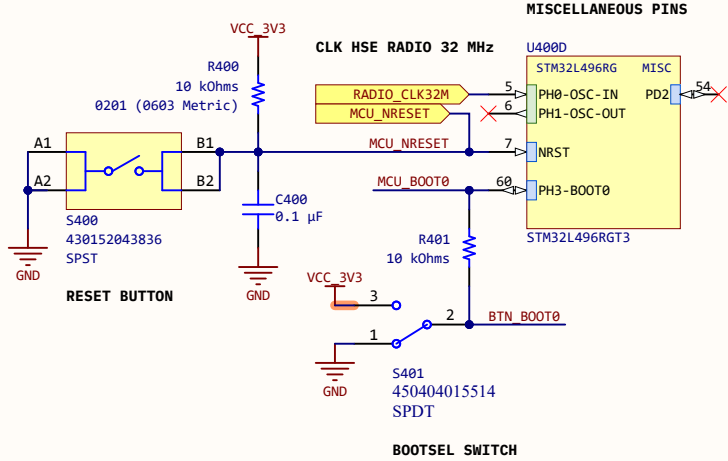 MISCELLANEOUS PINS
VCC_3V3
CLK HSE RADIO 32 MHz
U400D
R400
10 kOhms
0201 (0603 Metric)
STM32L496RG MISC
RADIO_CLK32M
5
PH0-OSC-IN
PD2
54
MCU_NRESET
6
PH1-OSC-OUT
A1
B1
MCU_NRESET
7
NRST
A2
B2
MCU_BOOT0
60
PH3-BOOT0
C400
0.1 µF
S400
430152043836
SPST
STM32L496RGT3
R401
10 kOhms
GND
GND
VCC_3V3
RESET BUTTON
3
2
BTN_BOOT0
1
GND
S401
450404015514
SPDT
BOOTSEL SWITCH